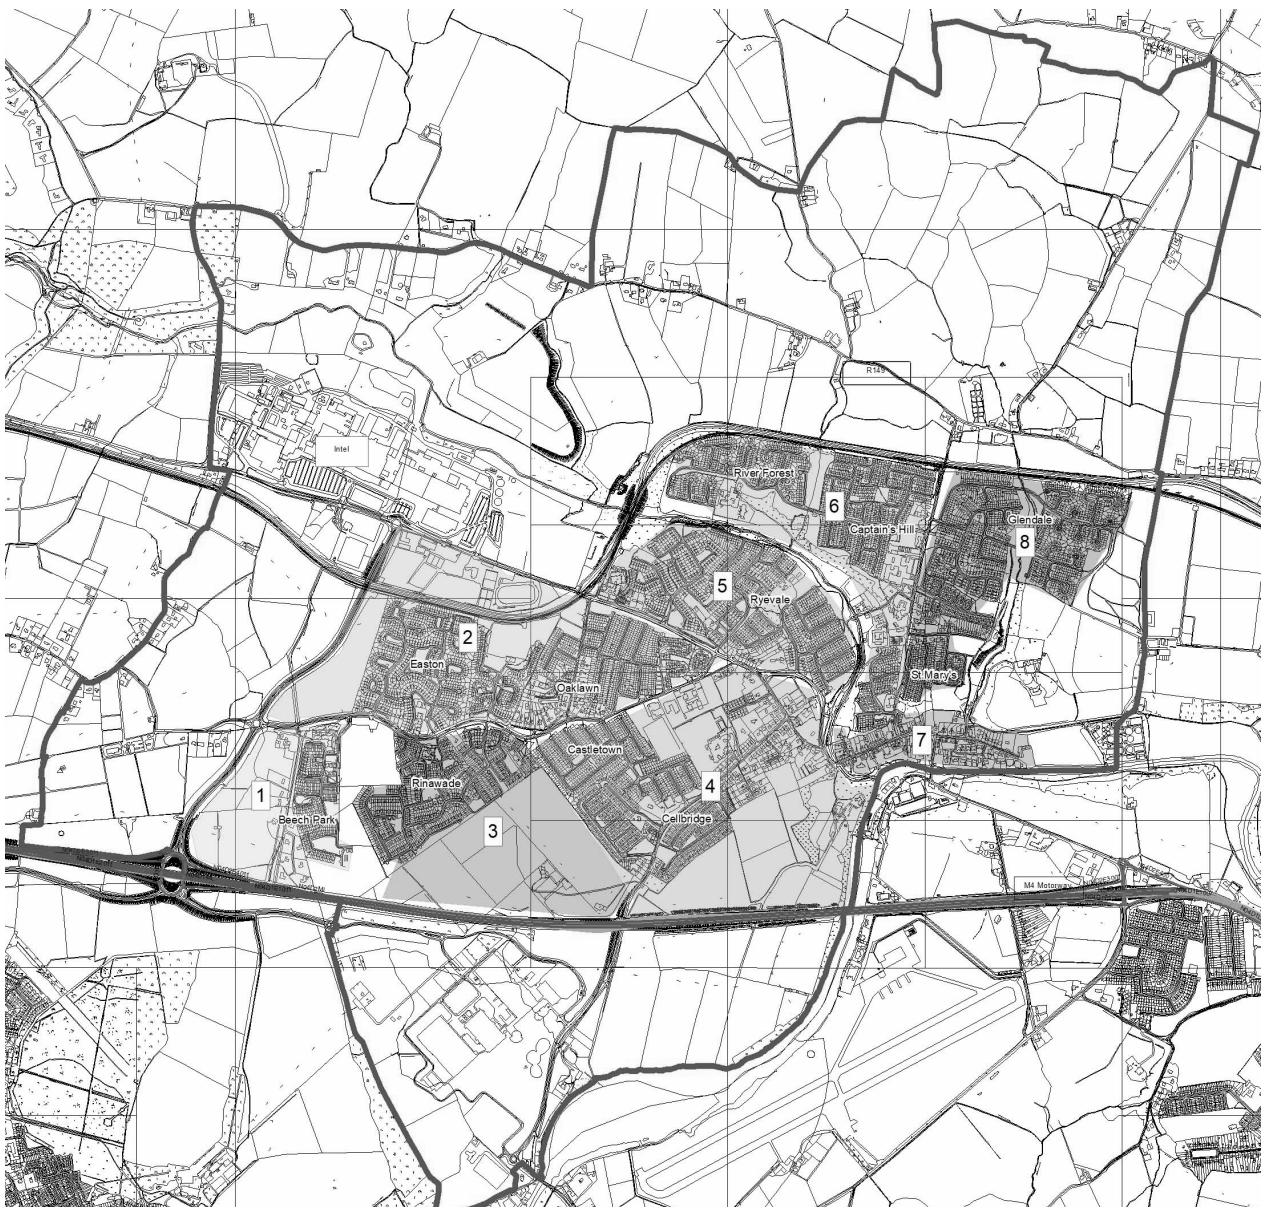 R149
Intel
River Forest
6
Captain's Hill
Glendale
8
5
Ryevale
2
Easton
Oaklawn
St.Mary's
7
Castletown
Rinawade
4
1
Beech Park
Cellbridge
3
M4 Motorway